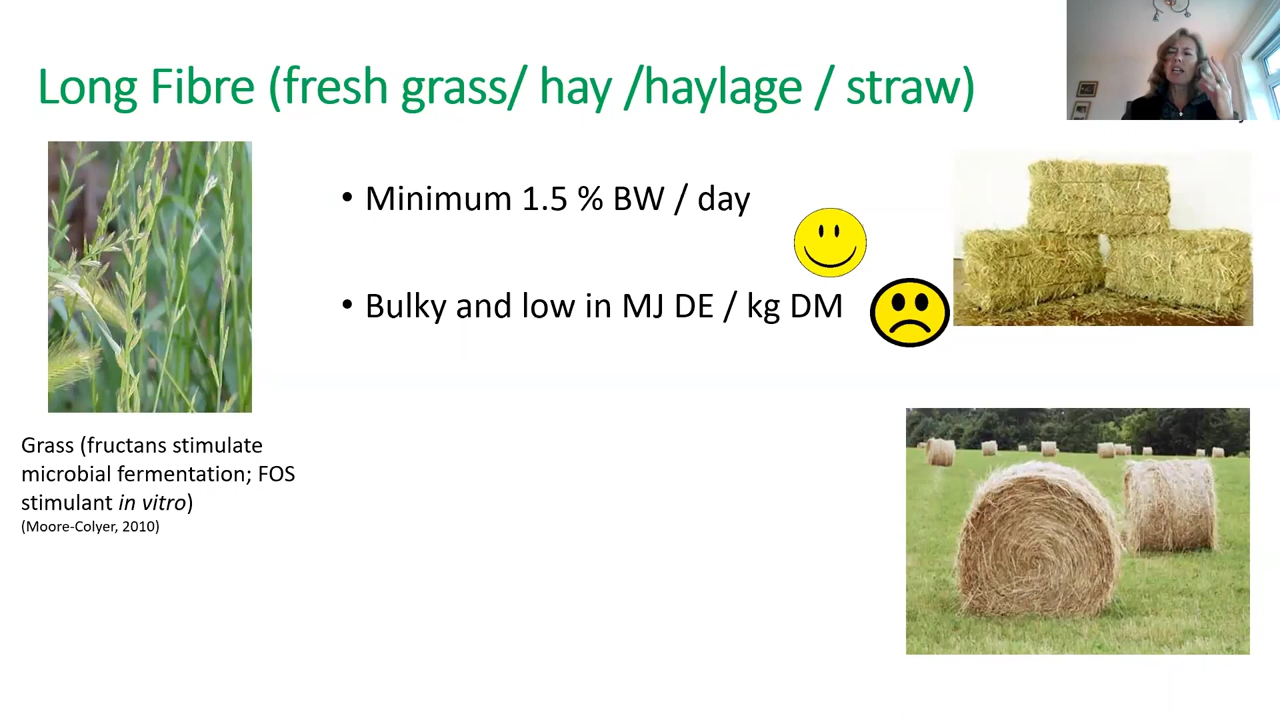 Long Fibre (fresh grass/ hay /haylage / straw)
• Minimum 1.5 % BW / day
• Bulky and low in MJ DE / kg DM
Grass (fructans stimulate
microbial fermentation; FOS
stimulant in vitro)
(Moore-Colyer, 2010)